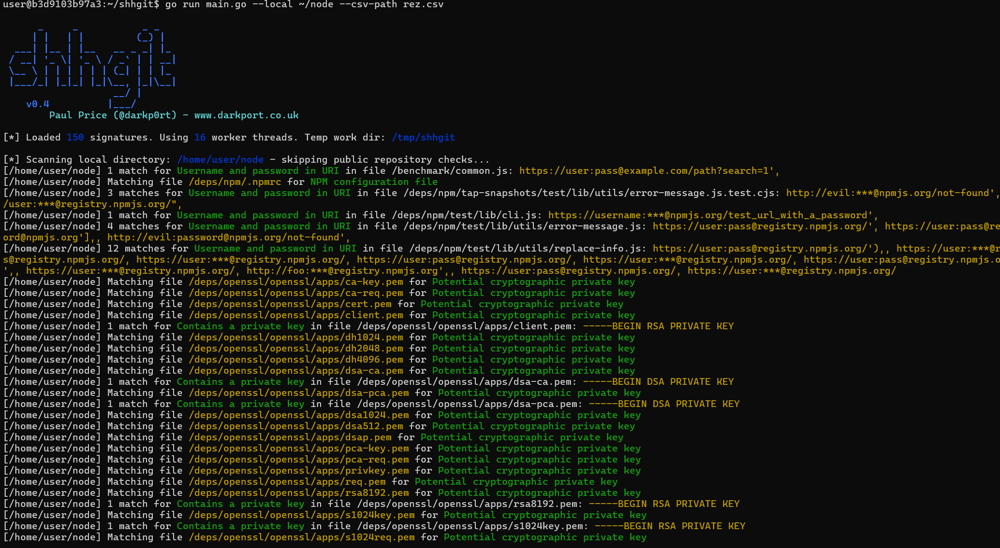 user@b3d9103b97a3:~/shhgit$ go run main.go --local ~/node --csv-path rez.csv
      _     _           _ _
     | |   | |         (_) |
  ___| |__ | |__   __ _ _| |_
 / __| '_ \| '_ \ / _` | | __|
 \__ \ | | | | | | (_| | | |_
 |___/_| |_|_| |_|\__, |_|\__|
                   __/ |
    v0.4          |___/
        Paul Price (@darkp0rt) - www.darkport.co.uk
[*] Loaded 150 signatures. Using 16 worker threads. Temp work dir: /tmp/shhgit
[*] Scanning local directory: /home/user/node - skipping public repository checks...
[/home/user/node] 1 match for Username and password in URI in file /benchmark/common.js: https://user:pass@example.com/path?search=1',
[/home/user/node] Matching file /deps/npm/.npmrc for NPM configuration file
[/home/user/node] 3 matches for Username and password in URI in file /deps/npm/tap-snapshots/test/lib/utils/error-message.js.test.cjs: http://evil:***@npmjs.org/not-found',
/user:***@registry.npmjs.org/",
[/home/user/node] 1 match for Username and password in URI in file /deps/npm/test/lib/cli.js: https://username:***@npmjs.org/test_url_with_a_password',
[/home/user/node] 4 matches for Username and password in URI in file /deps/npm/test/lib/utils/error-message.js: https://user:pass@registry.npmjs.org/', https://user:pass@re
ord@npmjs.org'],, http://evil:password@npmjs.org/not-found',
[/home/user/node] 12 matches for Username and password in URI in file /deps/npm/test/lib/utils/replace-info.js: https://user:pass@registry.npmjs.org/'),, https://user:***@r
s@registry.npmjs.org/, https://user:***@registry.npmjs.org/, https://user:pass@registry.npmjs.org/, https://user:***@registry.npmjs.org/, https://user:pass@registry.npmjs.o
',, https://user:***@registry.npmjs.org/, http://foo:***@registry.npmjs.org',, https://user:pass@registry.npmjs.org/, https://user:***@registry.npmjs.org/
[/home/user/node] Matching file /deps/openssl/openssl/apps/ca-key.pem for Potential cryptographic private key
[/home/user/node] Matching file /deps/openssl/openssl/apps/ca-req.pem for Potential cryptographic private key
[/home/user/node] Matching file /deps/openssl/openssl/apps/cert.pem for Potential cryptographic private key
[/home/user/node] Matching file /deps/openssl/openssl/apps/client.pem for Potential cryptographic private key
[/home/user/node] 1 match for Contains a private key in file /deps/openssl/openssl/apps/client.pem: -----BEGIN RSA PRIVATE KEY
[/home/user/node] Matching file /deps/openssl/openssl/apps/dh1024.pem for Potential cryptographic private key
[/home/user/node] Matching file /deps/openssl/openssl/apps/dh2048.pem for Potential cryptographic private key
[/home/user/node] Matching file /deps/openssl/openssl/apps/dh4096.pem for Potential cryptographic private key
[/home/user/node] Matching file /deps/openssl/openssl/apps/dsa-ca.pem for Potential cryptographic private key
[/home/user/node] 1 match for Contains a private key in file /deps/openssl/openssl/apps/dsa-ca.pem: -----BEGIN DSA PRIVATE KEY
[/home/user/node] Matching file /deps/openssl/openssl/apps/dsa-pca.pem for Potential cryptographic private key
[/home/user/node] 1 match for Contains a private key in file /deps/openssl/openssl/apps/dsa-pca.pem: -----BEGIN DSA PRIVATE KEY
[/home/user/node] Matching file /deps/openssl/openssl/apps/dsa1024.pem for Potential cryptographic private key
[/home/user/node] Matching file /deps/openssl/openssl/apps/dsa512.pem for Potential cryptographic private key
[/home/user/node] Matching file /deps/openssl/openssl/apps/dsap.pem for Potential cryptographic private key
[/home/user/node] Matching file /deps/openssl/openssl/apps/pca-key.pem for Potential cryptographic private key
[/home/user/node] Matching file /deps/openssl/openssl/apps/pca-req.pem for Potential cryptographic private key
[/home/user/node] Matching file /deps/openssl/openssl/apps/privkey.pem for Potential cryptographic private key
[/home/user/node] Matching file /deps/openssl/openssl/apps/req.pem for Potential cryptographic private key
[/home/user/node] Matching file /deps/openssl/openssl/apps/rsa8192.pem for Potential cryptographic private key
[/home/user/node] 1 match for Contains a private key in file /deps/openssl/openssl/apps/rsa8192.pem: -----BEGIN RSA PRIVATE KEY
[/home/user/node] Matching file /deps/openssl/openssl/apps/s1024key.pem for Potential cryptographic private key
[/home/user/node] 1 match for Contains a private key in file /deps/openssl/openssl/apps/s1024key.pem: -----BEGIN RSA PRIVATE KEY
[/home/user/node] Matching file /deps/openssl/openssl/apps/s1024req.pem for Potential cryptographic private key